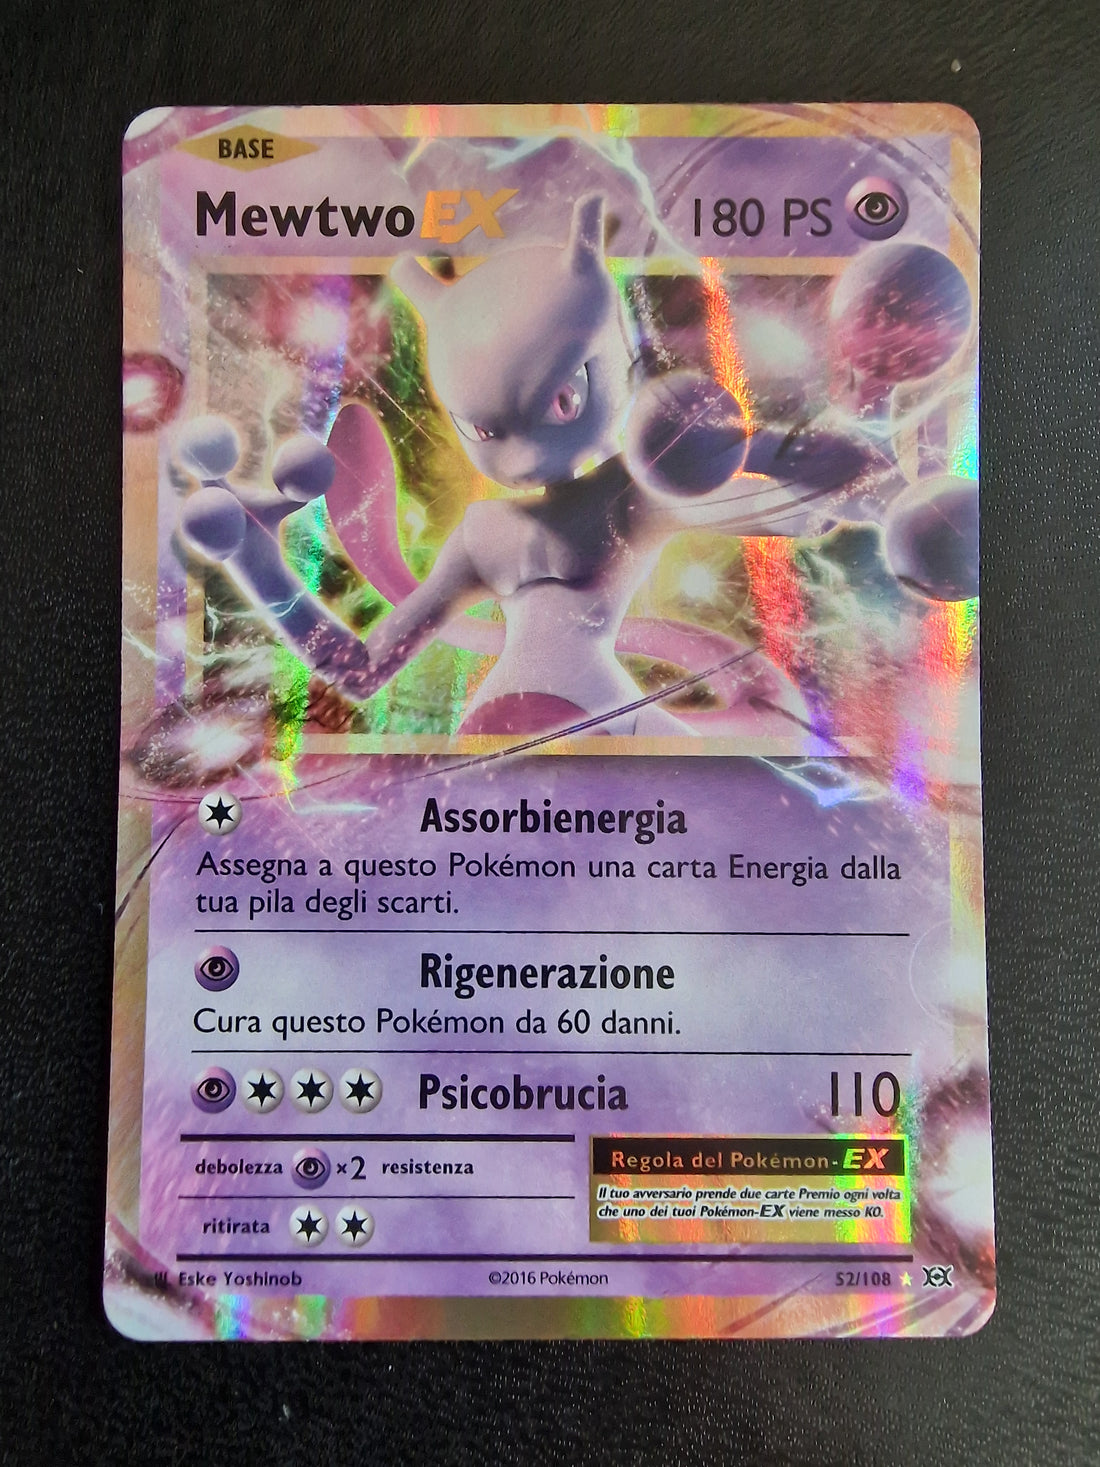 BASE
Mewtwo EX 180 PS
Assorbienergia
Assegna a questo Pokémon una carta Energia dalla
tua pila degli scarti.
Rigenerazione
Cura questo Pokémon da 60 danni.
Psicobrucia 110
debolezza ×2 resistenza
Regola del Pokémon-EX
Il tuo avversario prende due carte Premio ogni volta
che uno dei tuoi Pokémon-EX viene messo KO.
ritirata
Ill. Eske Yoshinob
©2016 Pokémon
52/108